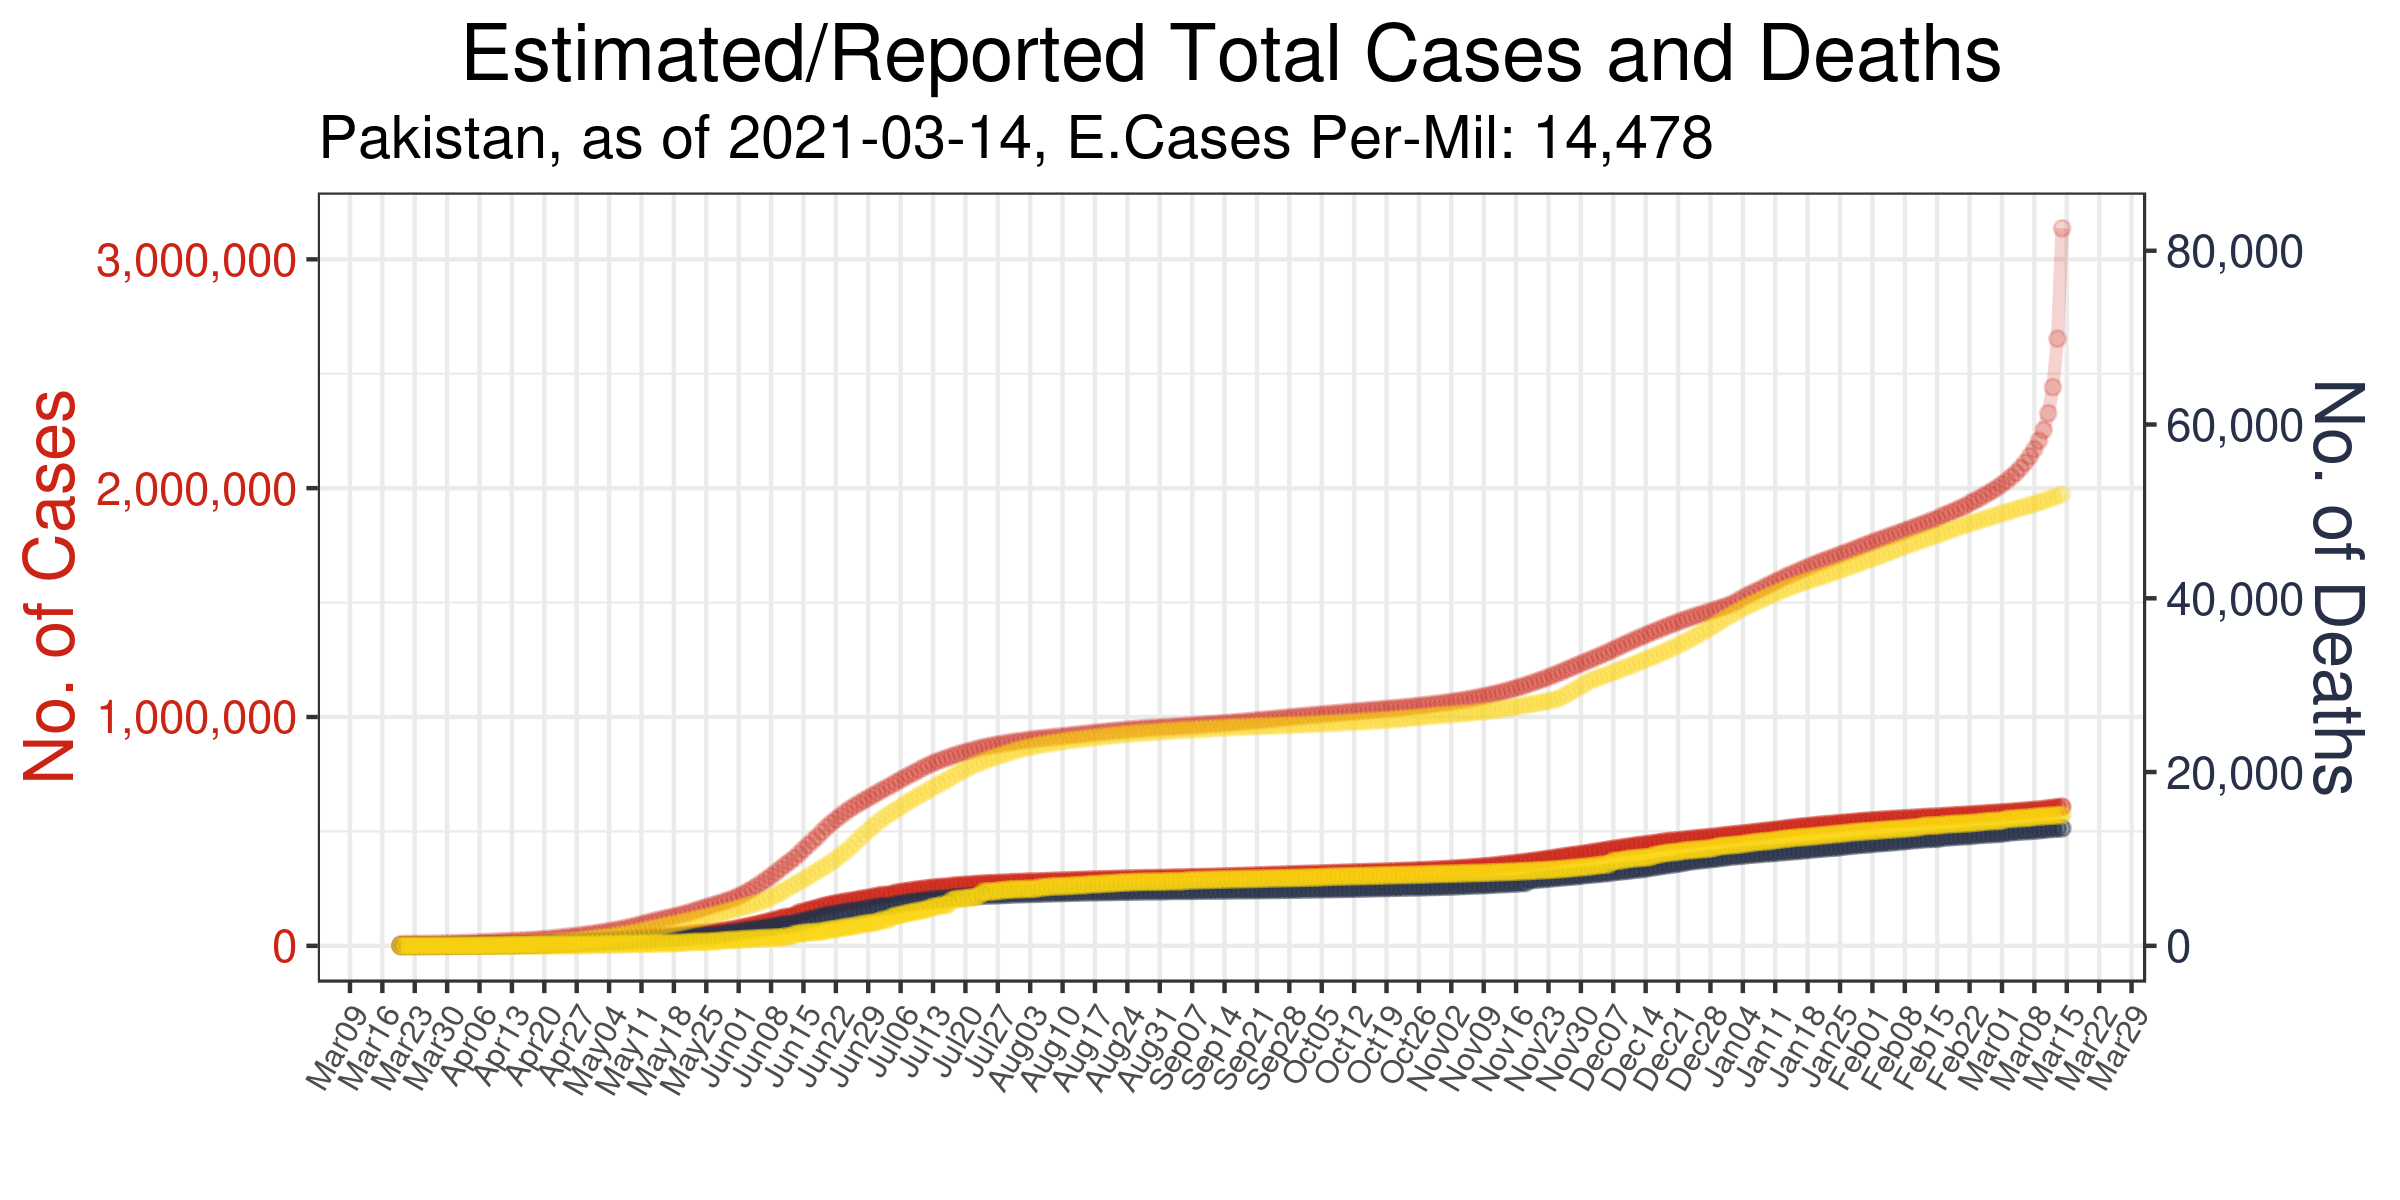 Estimated/Reported Total Cases and Deaths
Pakistan, as of 2021-03-14, E.Cases Per-Mil: 14,478
No. of Cases
3,000,000
2,000,000
1,000,000
0
80,000
60,000
40,000
20,000
0
No. of Deaths
Mar09 Mar16 Mar23 Mar30 Apr06 Apr13 Apr20 Apr27 May04 May11 May18 May25 Jun01 Jun08 Jun15 Jun22 Jun29 Jul06 Jul13 Jul20 Jul27 Aug03 Aug10 Aug17 Aug24 Aug31 Sep07 Sep14 Sep21 Sep28 Oct05 Oct12 Oct19 Oct26 Nov02 Nov09 Nov16 Nov23 Nov30 Dec07 Dec14 Dec21 Dec28 Jan04 Jan11 Jan18 Jan25 Feb01 Feb08 Feb15 Feb22 Mar01 Mar08 Mar15 Mar22 Mar29